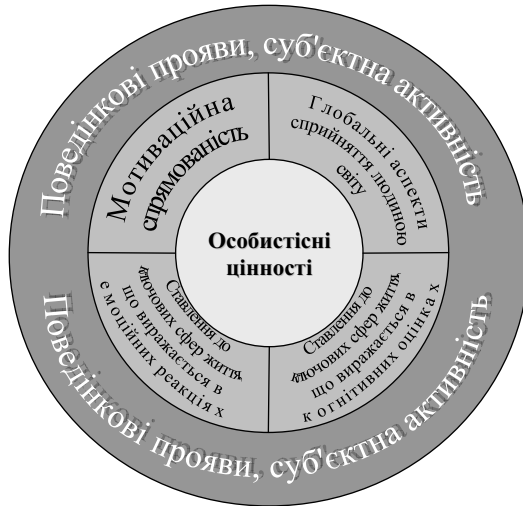 Поведінкові прояви, суб'єктна активність
Мотиваційна
спрямованість
Глобальні аспекти
сприйняття людиною
світу
Особистісні
цінності
Ставлення до
ключових сфер життя,
що виражається в
емоційних реакціях
Ставлення до
ключових сфер життя,
що виражається в
когнітивних оцінках
Поведінкові прояви, суб'єктна активність